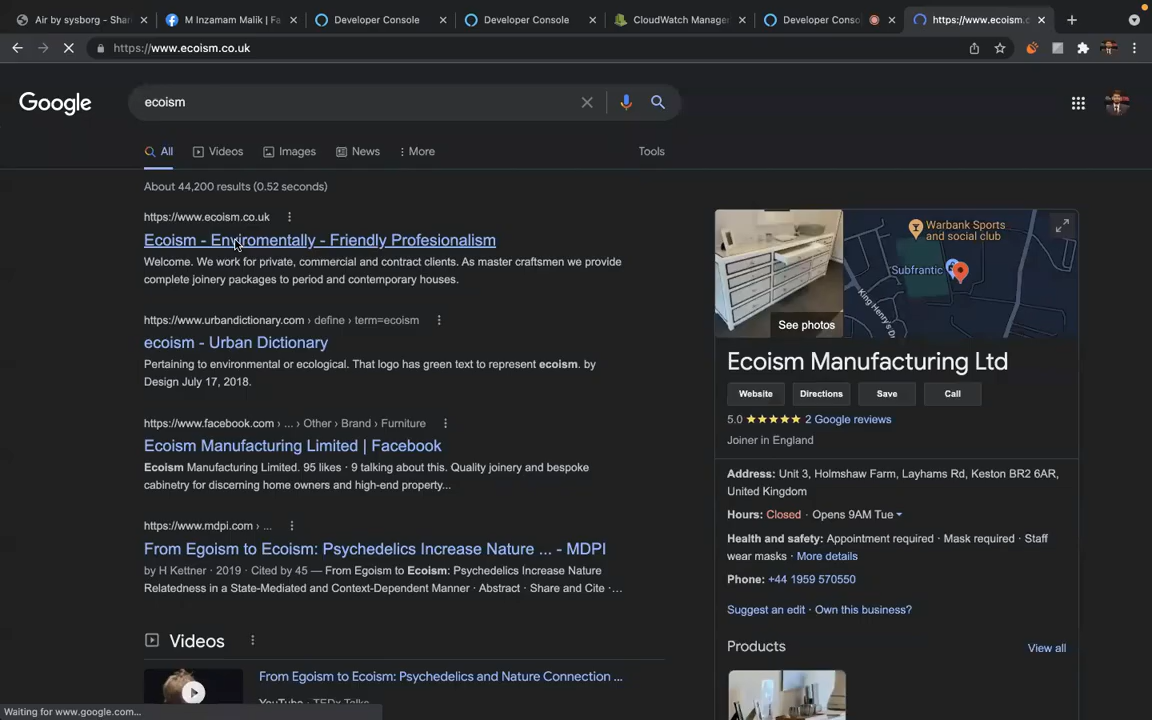 Air by sysborg - Shar
M Inzamam Malik | Fa
Developer Console
Developer Console
CloudWatch Manage
Developer Conso
https://www.ecoism.c
https://www.ecoism.co.uk
Google
ecoism
All
Videos
Images
News
More
Tools
About 44,200 results (0.52 seconds)
https://www.ecoism.co.uk
Ecoism - Enviromentally - Friendly Profesionalism
Welcome. We work for private, commercial and contract clients. As master craftsmen we provide
complete joinery packages to period and contemporary houses.
https://www.urbandictionary.com › define › term=ecoism
ecoism - Urban Dictionary
Pertaining to environmental or ecological. That logo has green text to represent ecoism. by
Design July 17, 2018.
https://www.facebook.com › ... › Other › Brand › Furniture
Ecoism Manufacturing Limited | Facebook
Ecoism Manufacturing Limited. 95 likes · 9 talking about this. Quality joinery and bespoke
cabinetry for discerning home owners and high-end property...
https://www.mdpi.com › ...
From Egoism to Ecoism: Psychedelics Increase Nature ... - MDPI
by H Kettner · 2019 · Cited by 45 — From Egoism to Ecoism: Psychedelics Increase Nature
Relatedness in a State-Mediated and Context-Dependent Manner · Abstract · Share and Cite ·...
Videos
From Egoism to Ecoism: Psychedelics and Nature Connection ...
YouTube · TEDx Talks
Waiting for www.google.com...
See photos
Warbank Sports
and social club
Subfrantic
King Henry's D
Ecoism Manufacturing Ltd
Website
Directions
Save
Call
5.0 ★★★★★ 2 Google reviews
Joiner in England
Address: Unit 3, Holmshaw Farm, Layhams Rd, Keston BR2 6AR,
United Kingdom
Hours: Closed · Opens 9AM Tue
Health and safety: Appointment required · Mask required · Staff
wear masks · More details
Phone: +44 1959 570550
Suggest an edit · Own this business?
Products
View all